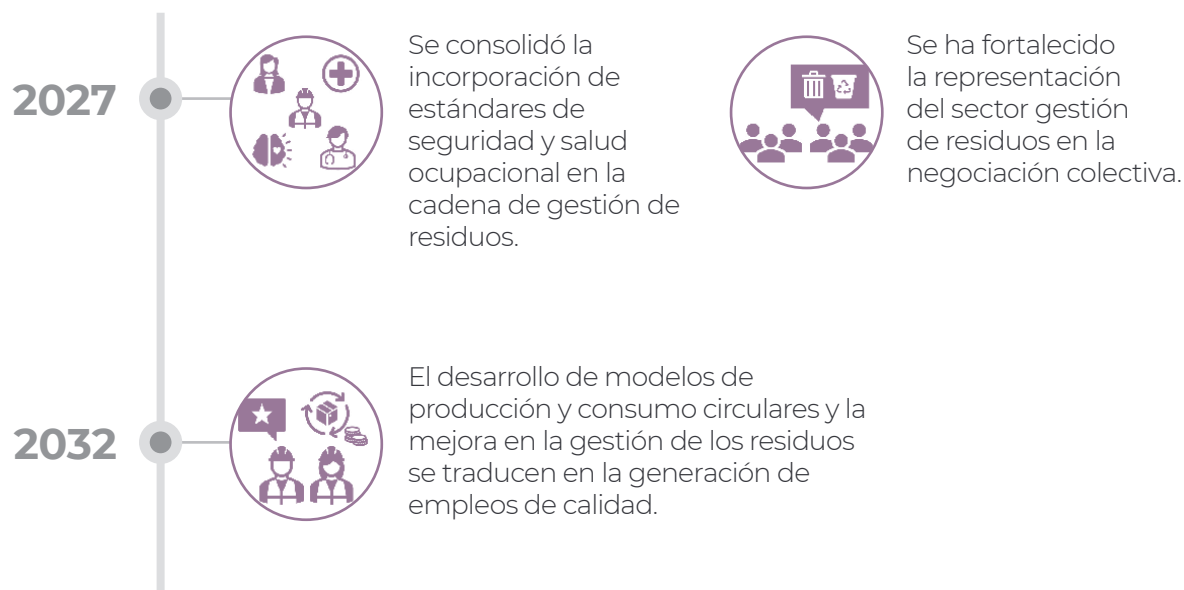 2027
Se consolidó la
incorporación de
estándares de
seguridad y salud
ocupacional en la
cadena de gestión de
residuos.
Se ha fortalecido
la representación
del sector gestión
de residuos en la
negociación colectiva.
2032
El desarrollo de modelos de
producción y consumo circulares y la
mejora en la gestión de los residuos
se traducen en la generación de
empleos de calidad.